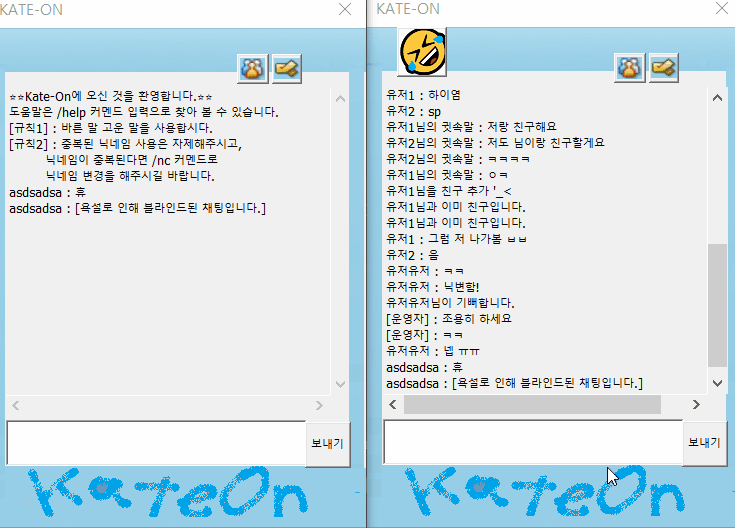 KATE-ON
☆☆Kate-On에 오신 것을 환영합니다.☆☆
도움말은 /help 커멘드 입력으로 찾아 볼 수 있습니다.
[규칙1] : 바른 말 고운 말을 사용합시다.
[규칙2] : 중복된 닉네임 사용은 자제해주시고,
닉네임이 중복된다면 /nc 커멘드로
닉네임 변경을 해주시길 바랍니다.
asdsadsa : 휴
asdsadsa : [욕설로 인해 블라인드된 채팅입니다.]
보내기
KateOn
KATE-ON
유저1 : 하이염
유저2 : sp
유저1님의 귓속말 : 저랑 친구해요
유저2님의 귓속말 : 저도 님이랑 친구할게요
유저2님의 귓속말 : ㅋㅋㅋㅋ
유저1님의 귓속말 : ㅇㅋ
유저1님을 친구 추가 '_<
유저1님과 이미 친구입니다.
유저1님과 이미 친구입니다.
유저1 : 그럼 저 나가봄 ㅂㅂ
유저2 : 음
유저유저 : ㅋㅋ
유저유저 : 닉변함!
유저유저님이 기뻐합니다.
[운영자] : 조용히 하세요
[운영자] : ㅋㅋ
유저유저 : 넵 ㅠㅠ
asdsadsa : 휴
asdsadsa : [욕설로 인해 블라인드된 채팅입니다.]
보내기
KateOn